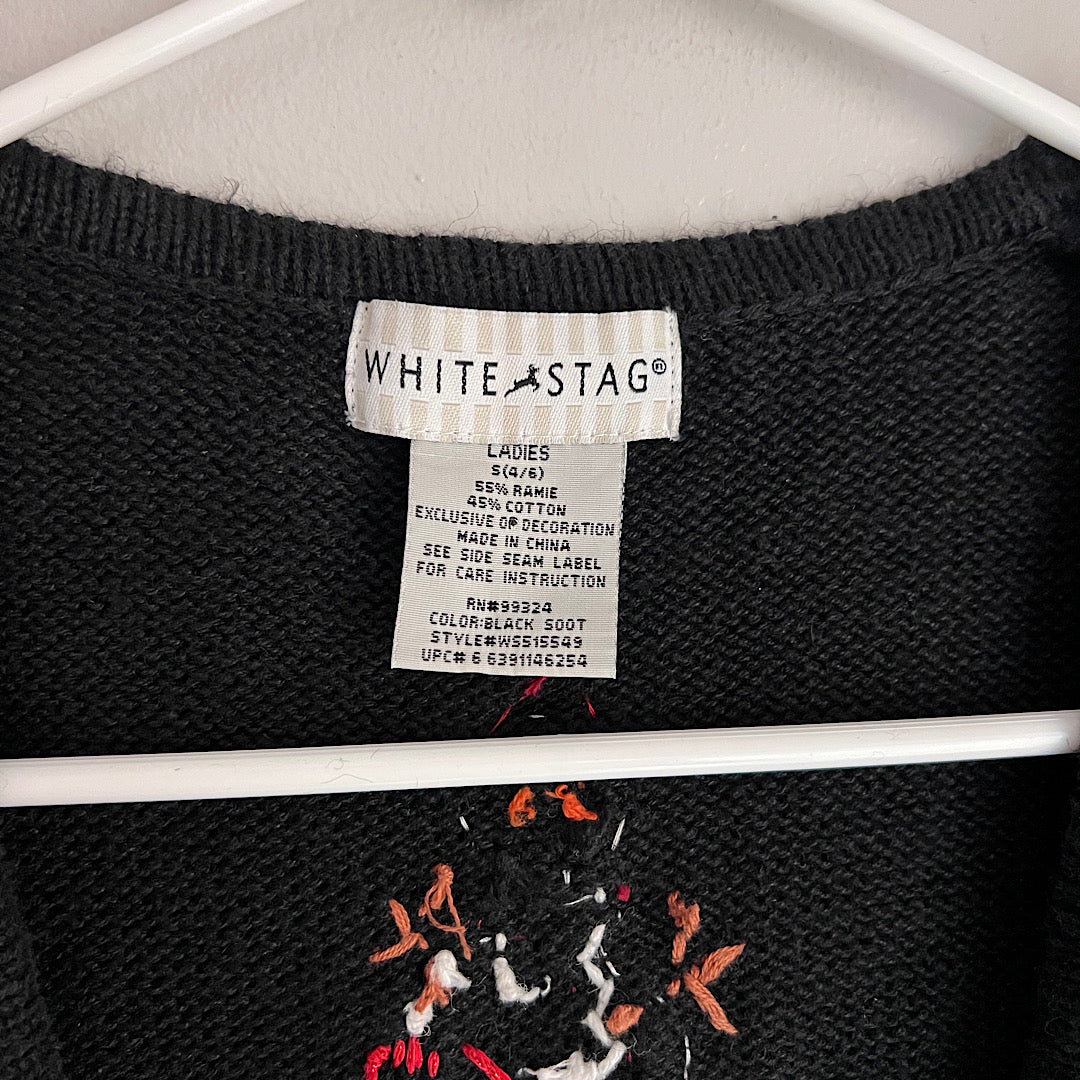 WHITE STAG®
LADIES
S(4/6)
55% RAMIE
45% COTTON
EXCLUSIVE OF DECORATION
MADE IN CHINA
SEE SIDE SEAM LABEL
FOR CARE INSTRUCTION
RN#99324
COLOR:BLACK SOOT
STYLE#WS515549
UPC# 6 6391146254